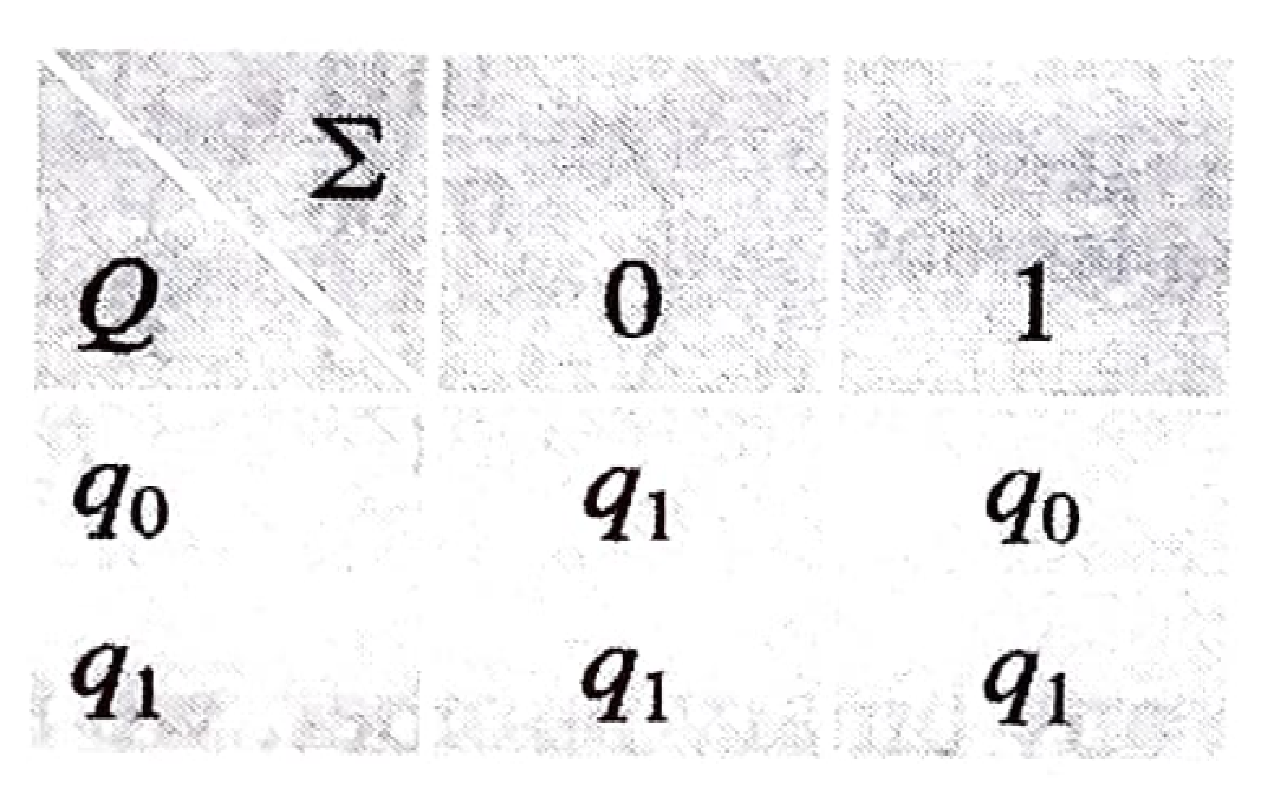 Σ
Q 0 1
q₀ q₁ q₀
q₁ q₁ q₁